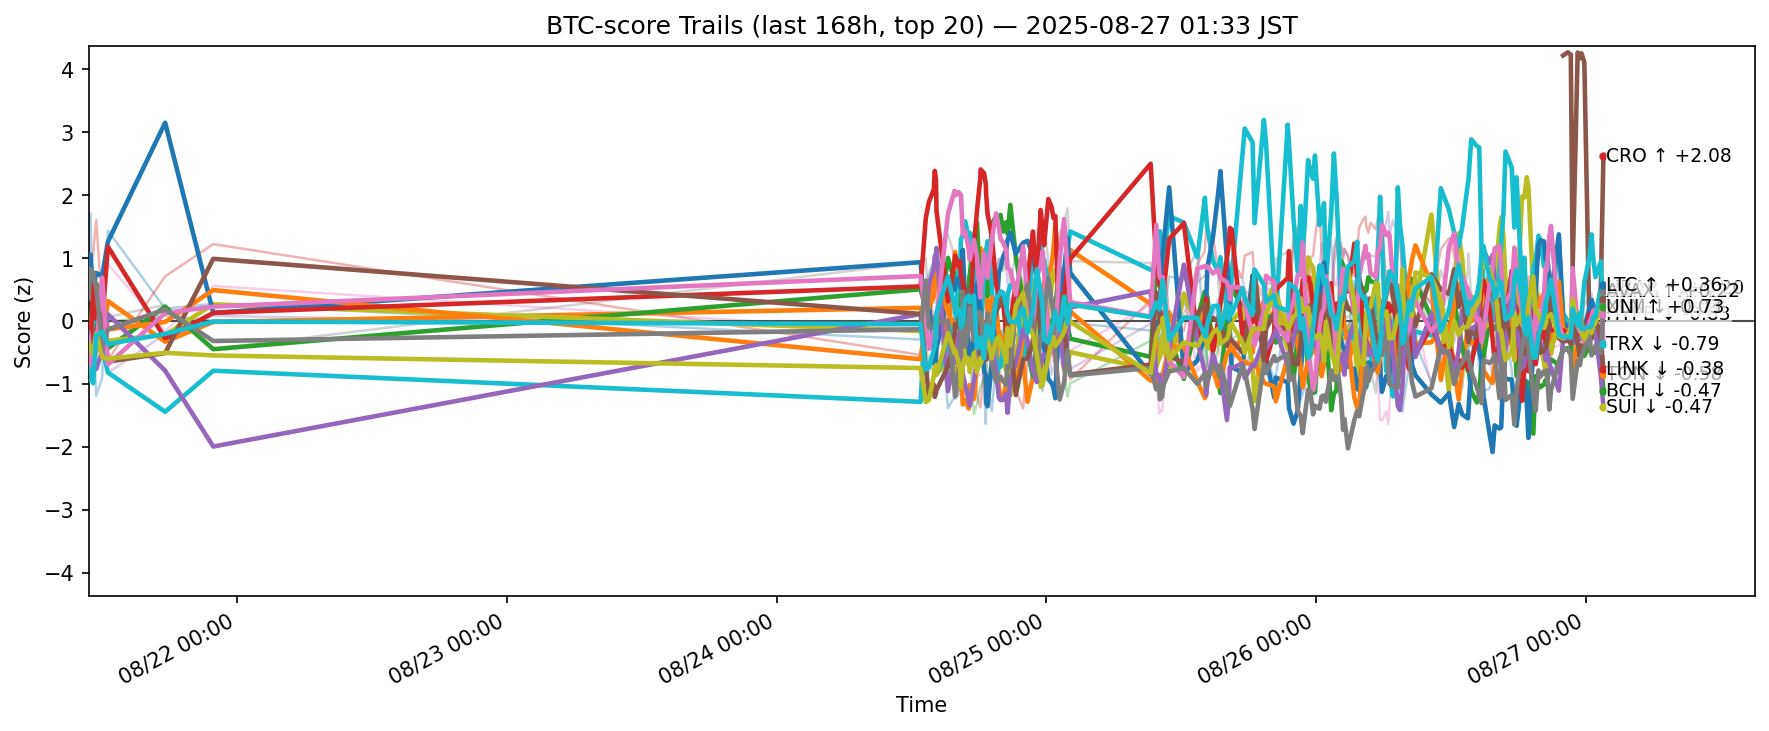 BTC-score Trails (last 168h, top 20) — 2025-08-27 01:33 JST
Score (z)
4
3
2
1
0
−1
−2
−3
−4
CRO ↑ +2.08
LTC ↑ +0.36
UNI ↑ +0.73
TRX ↓ -0.79
LINK ↓ -0.38
BCH ↓ -0.47
SUI ↓ -0.47
08/22 00:00
08/23 00:00
08/24 00:00
08/25 00:00
08/26 00:00
08/27 00:00
Time